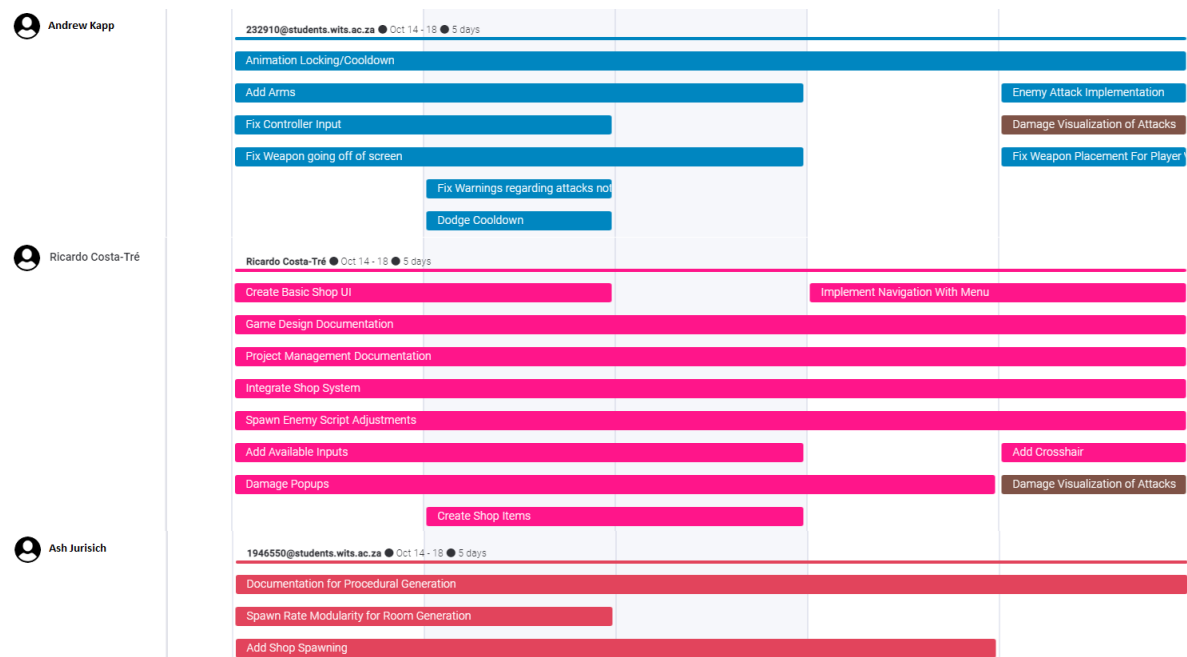 Andrew Kapp
232910@students.wits.ac.za ● Oct 14 - 18 ● 5 days
Animation Locking/Cooldown
Add Arms
Enemy Attack Implementation
Fix Controller Input
Damage Visualization of Attacks
Fix Weapon going off of screen
Fix Weapon Placement For Player
Fix Warnings regarding attacks not
Dodge Cooldown
Ricardo Costa-Tré
Ricardo Costa-Tré ● Oct 14 - 18 ● 5 days
Create Basic Shop UI
Implement Navigation With Menu
Game Design Documentation
Project Management Documentation
Integrate Shop System
Spawn Enemy Script Adjustments
Add Available Inputs
Add Crosshair
Damage Popups
Damage Visualization of Attacks
Create Shop Items
Ash Jurisich
1946550@students.wits.ac.za ● Oct 14 - 18 ● 5 days
Documentation for Procedural Generation
Spawn Rate Modularity for Room Generation
Add Shop Spawning